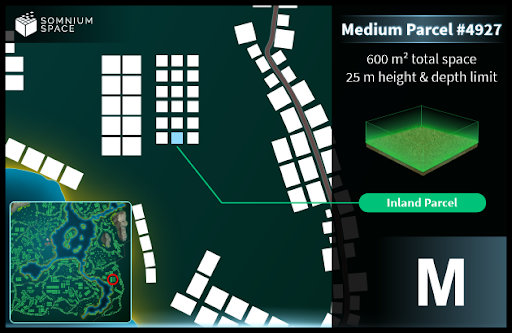 SOMNIUM
SPACE
Medium Parcel #4927
600 m² total space
25 m height & depth limit
Inland Parcel
M